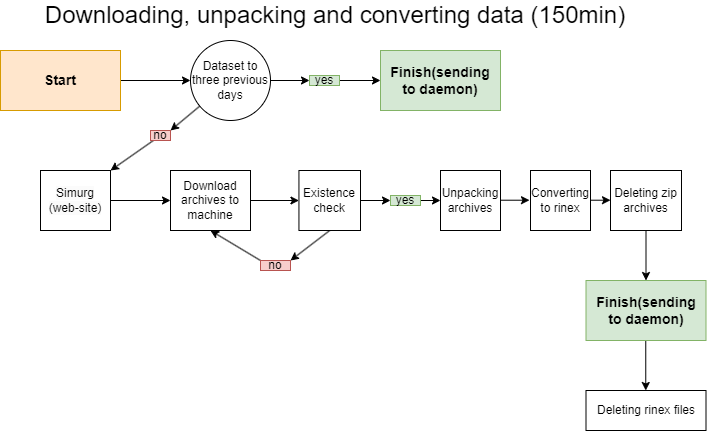 Downloading, unpacking and converting data (150min)
Start
Dataset to
three previous
days
yes
Finish(sending
to daemon)
no
Simurg
(web-site)
Download
archives to
machine
Existence
check
yes
Unpacking
archives
Converting
to rinex
Deleting zip
archives
no
Finish(sending
to daemon)
Deleting rinex files